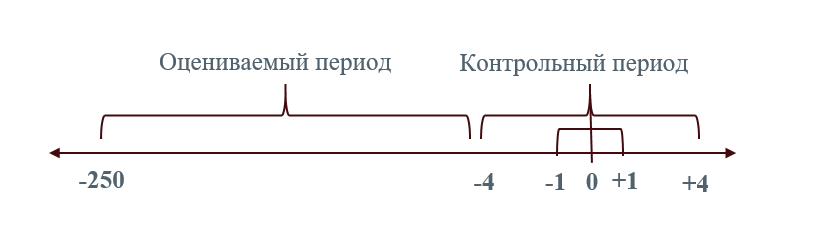 Оцениваемый период Контрольный период
-250 -4 -1 0 +1 +4